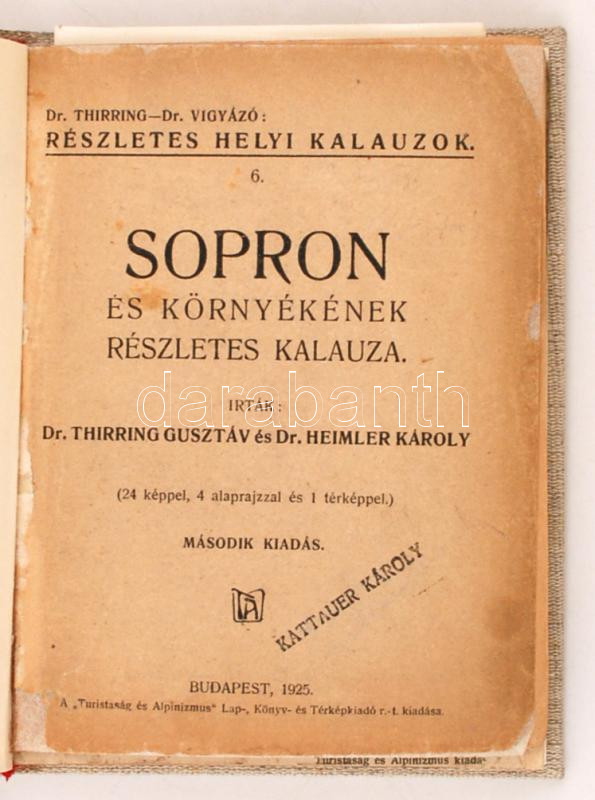 Dr. THIRRING—Dr. VIGYÁZÓ:
RÉSZLETES HELYI KALAUZOK.
6.
SOPRON
ÉS KÖRNYÉKÉNEK
RÉSZLETES KALAUZA.
darabanth
IRTÁK:
Dr. THIRRING GUSZTÁV és Dr. HEIMLER KÁROLY
(24 képpel, 4 alaprajzzal és 1 térképpel.)
MÁSODIK KIADÁS.
KATTAUER KÁROLY
BUDAPEST, 1925.
A „Turistaság és Alpinizmus" Lap-, Könyv- és Térképkiadó r.-t. kiadása.
Turistaság és Alpinizmus kiadá-